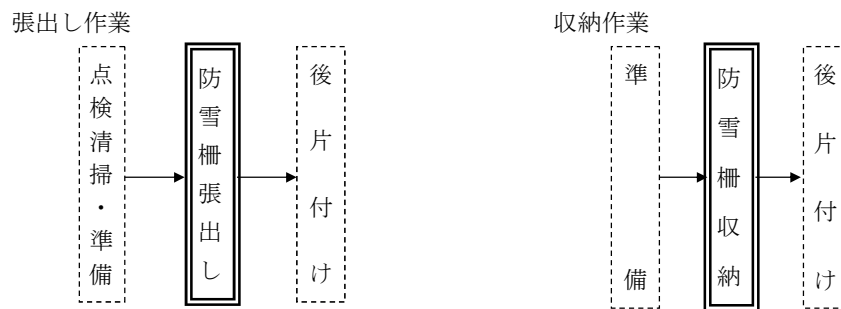 張出し作業
点検清掃・準備
防雪柵張出し
後片付け
収納作業
準備
防雪柵収納
後片付け